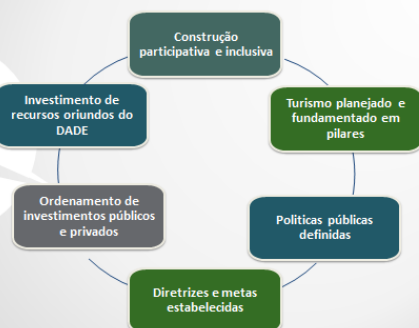 Construção
participativa e inclusiva
Turismo planejado e
fundamentado em
pilares
Politicas públicas
definidas
Diretrizes e metas
estabelecidas
Ordenamento de
investimentos públicos
e privados
Investimento de
recursos oriundos do
DADE